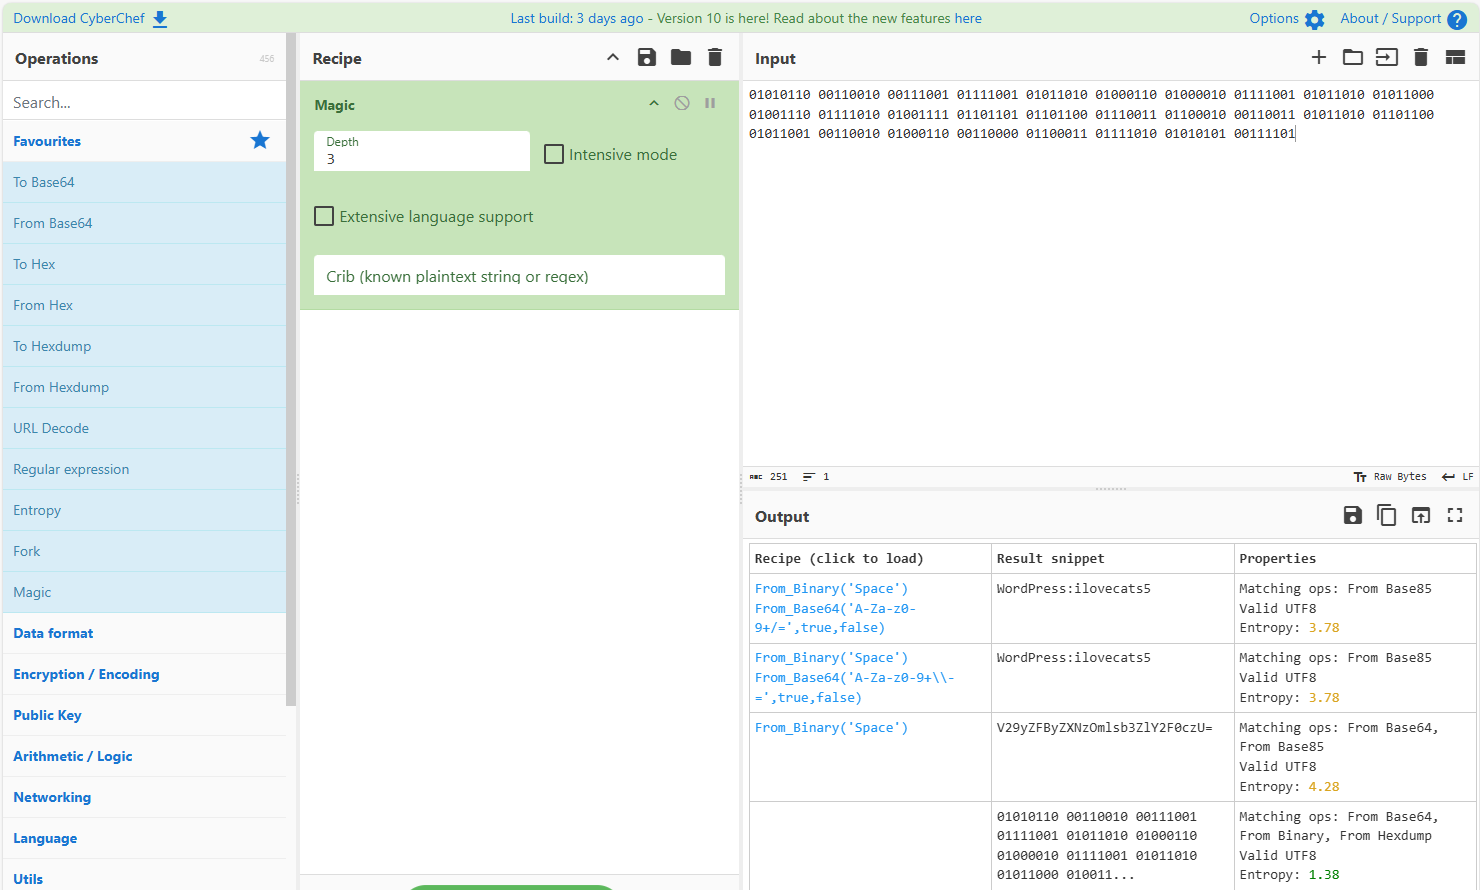 Download CyberChef
Last build: 3 days ago - Version 10 is here! Read about the new features here
Options
About / Support
Operations
456
Search...
Favourites
To Base64
From Base64
To Hex
From Hex
To Hexdump
From Hexdump
URL Decode
Regular expression
Entropy
Fork
Magic
Data format
Encryption / Encoding
Public Key
Arithmetic / Logic
Networking
Language
Utils
Recipe
Magic
Depth
3
Intensive mode
Extensive language support
Crib (known plaintext string or regex)
Input
01010110 00110010 00111001 01111001 01011010 01000110 01000010 01111001 01011010 01011000
01001110 01111010 01001111 01101101 01101100 01110011 01100010 00110011 01011010 01101100
01011001 00110010 01000110 00110000 01100011 01111010 01010101 00111101
ABC 251
1
Tт Raw Bytes
LF
Output
Recipe (click to load)
Result snippet
Properties
From_Binary('Space')
From_Base64('A-Za-z0-
9+/=',true,false)
WordPress:ilovecats5
Matching ops: From Base85
Valid UTF8
Entropy: 3.78
From_Binary('Space')
From_Base64('A-Za-z0-9+\\-
=',true,false)
WordPress:ilovecats5
Matching ops: From Base85
Valid UTF8
Entropy: 3.78
From_Binary('Space')
V29yZFByZXNzOmlsb3ZlY2F0czU=
Matching ops: From Base64,
From Base85
Valid UTF8
Entropy: 4.28
01010110 00110010 00111001
01111001 01011010 01000110
01000010 01111001 01011010
01011000 010011...
Matching ops: From Base64,
From Binary, From Hexdump
Valid UTF8
Entropy: 1.38